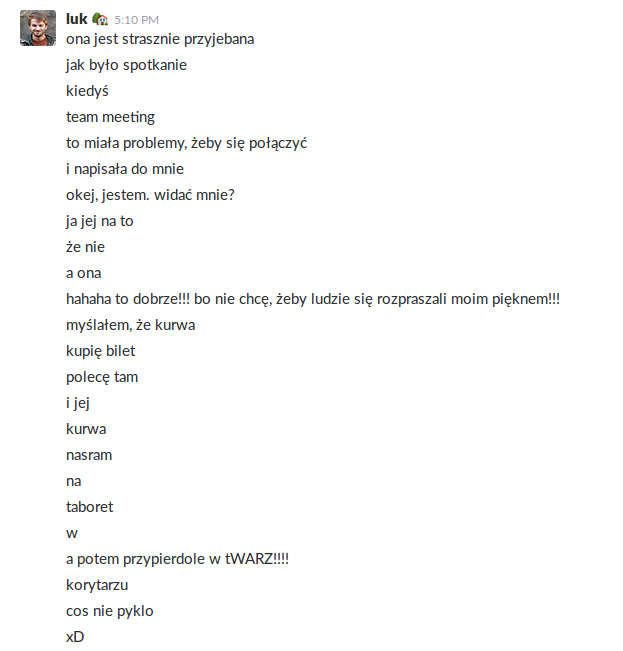 luk 5:10 PM
ona jest strasznie przyjebana
jak było spotkanie
kiedyś
team meeting
to miała problemy, żeby się połączyć
i napisała do mnie
okej, jestem. widać mnie?
ja jej na to
że nie
a ona
hahaha to dobrze!!! bo nie chcę, żeby ludzie się rozpraszali moim pięknem!!!
myślałem, że kurwa
kupię bilet
polecę tam
i jej
kurwa
nasram
na
taboret
w
a potem przypierdole w tWARZ!!!!
korytarzu
cos nie pyklo
xD